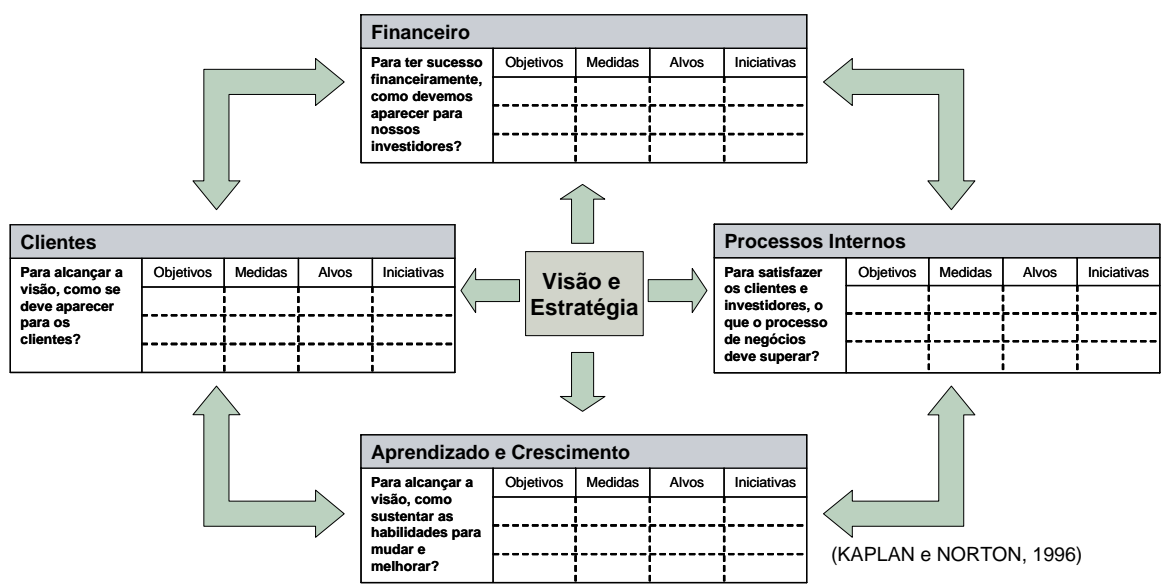 Financeiro
Para ter sucesso
financeiramente,
como devemos
aparecer para
nossos
investidores?
Objetivos Medidas Alvos Iniciativas
Clientes
Para alcançar a
visão, como se
deve aparecer
para os
clientes?
Objetivos Medidas Alvos Iniciativas
Visão e
Estratégia
Processos Internos
Para satisfazer
os clientes e
investidores, o
que o processo
de negócios
deve superar?
Objetivos Medidas Alvos Iniciativas
Aprendizado e Crescimento
Para alcançar a
visão, como
sustentar as
habilidades para
mudar e
melhorar?
Objetivos Medidas Alvos Iniciativas
(KAPLAN e NORTON, 1996)